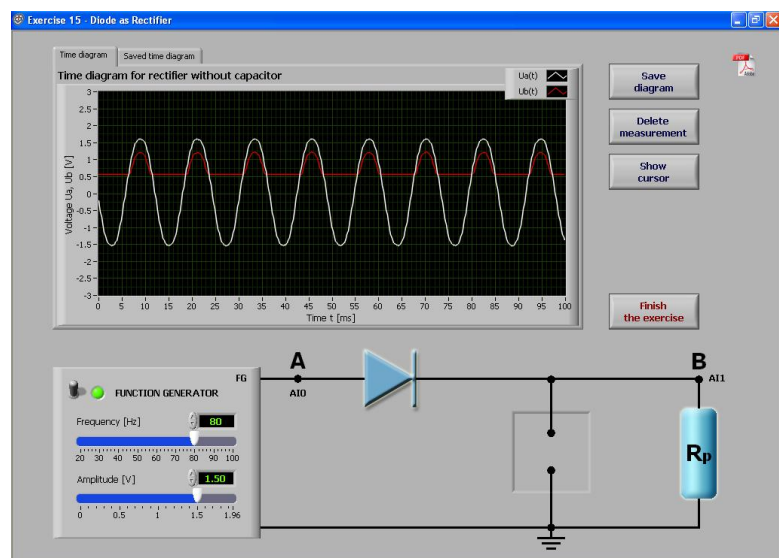 Exercise 15 - Diode as Rectifier
Time diagram
Saved time diagram
Time diagram for rectifier without capacitor
Ua(t)
Ub(t)
Voltage Ua, Ub [V]
3
2.5
2
1.5
1
0.5
0
-0.5
-1
-1.5
-2
-2.5
-3
0 5 10 15 20 25 30 35 40 45 50 55 60 65 70 75 80 85 90 95 100
Time t [ms]
Save
diagram
Delete
measurement
Show
cursor
Finish
the exercise
PDF
Adobe
FG
FUNCTION GENERATOR
Frequency [Hz]
80
20 30 40 50 60 70 80 90 100
Amplitude [V]
1.50
0 0.5 1 1.5 1.96
A
AI0
B
AI1
Rp